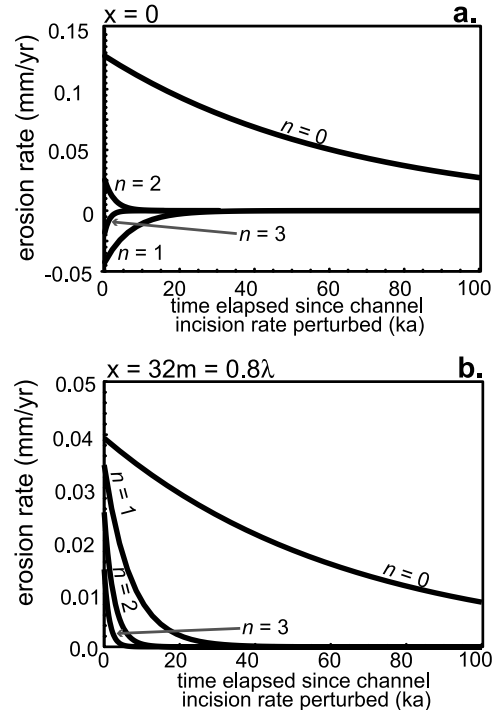 x = 0
a.
0.15
0.1
0.05
0
-0.05
erosion rate (mm/yr)
n = 0
n = 2
n = 3
n = 1
0
20
40
60
80
100
time elapsed since channel
incision rate perturbed (ka)
x = 32m = 0.8λ
b.
0.05
0.04
0.03
0.02
0.01
0.0
erosion rate (mm/yr)
n = 1
n = 2
n = 0
n = 3
0
20
40
60
80
100
time elapsed since channel
incision rate perturbed (ka)